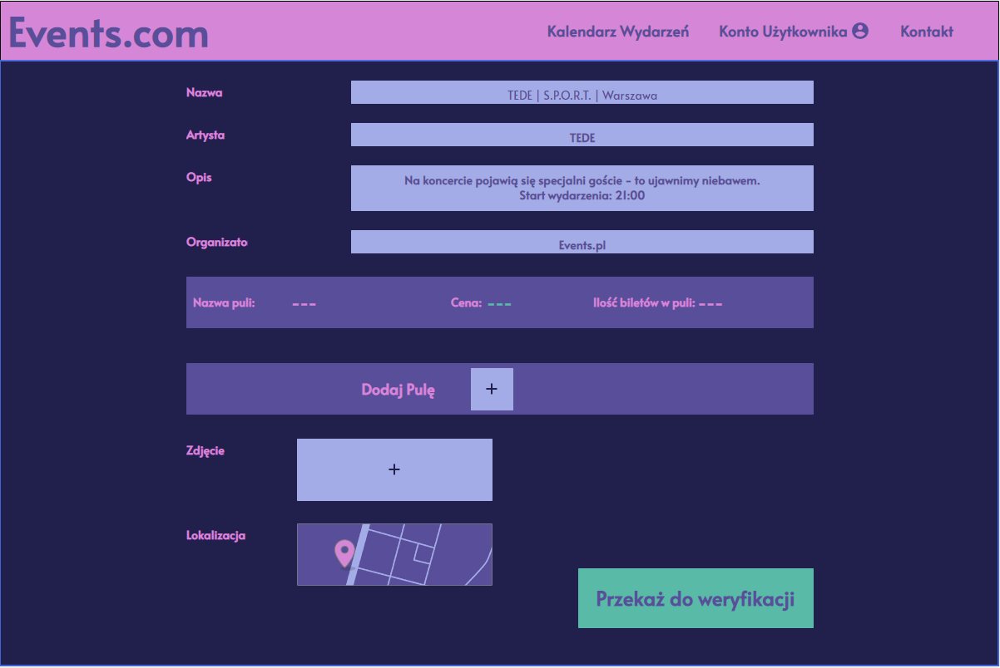 Events.com
Kalendarz Wydarzeń Konto Użytkownika Kontakt
Nazwa TEDE | S.P.O.R.T. | Warszawa
Artysta TEDE
Opis Na koncercie pojawią się specjalni goście - to ujawnimy niebawem.
Start wydarzenia: 21:00
Organizato Events.pl
Nazwa puli: --- Cena: --- Ilość biletów w puli: ---
Dodaj Pulę +
Zdjęcie +
Lokalizacja
Przekaż do weryfikacji